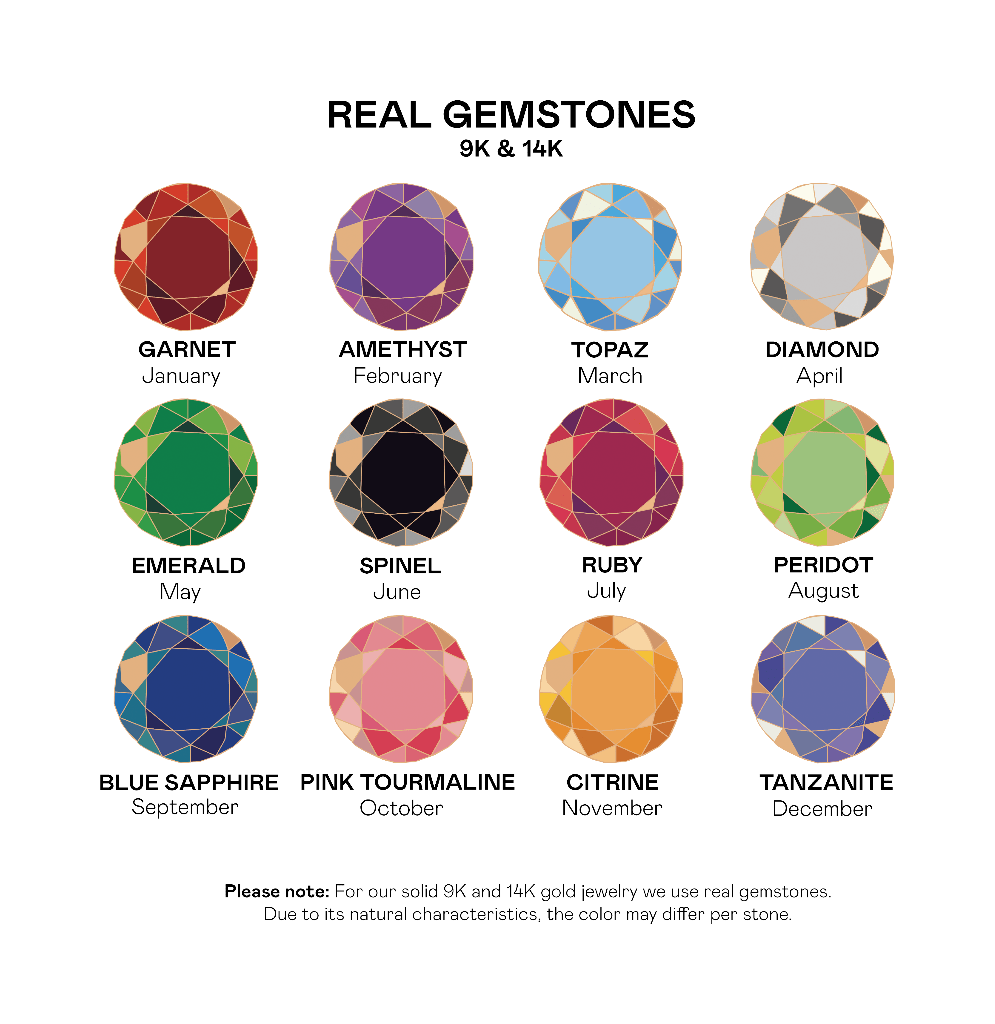 REAL GEMSTONES
9K & 14K
GARNET
January
AMETHYST
February
TOPAZ
March
DIAMOND
April
EMERALD
May
SPINEL
June
RUBY
July
PERIDOT
August
BLUE SAPPHIRE
September
PINK TOURMALINE
October
CITRINE
November
TANZANITE
December
Please note: For our solid 9K and 14K gold jewelry we use real gemstones.
Due to its natural characteristics, the color may differ per stone.